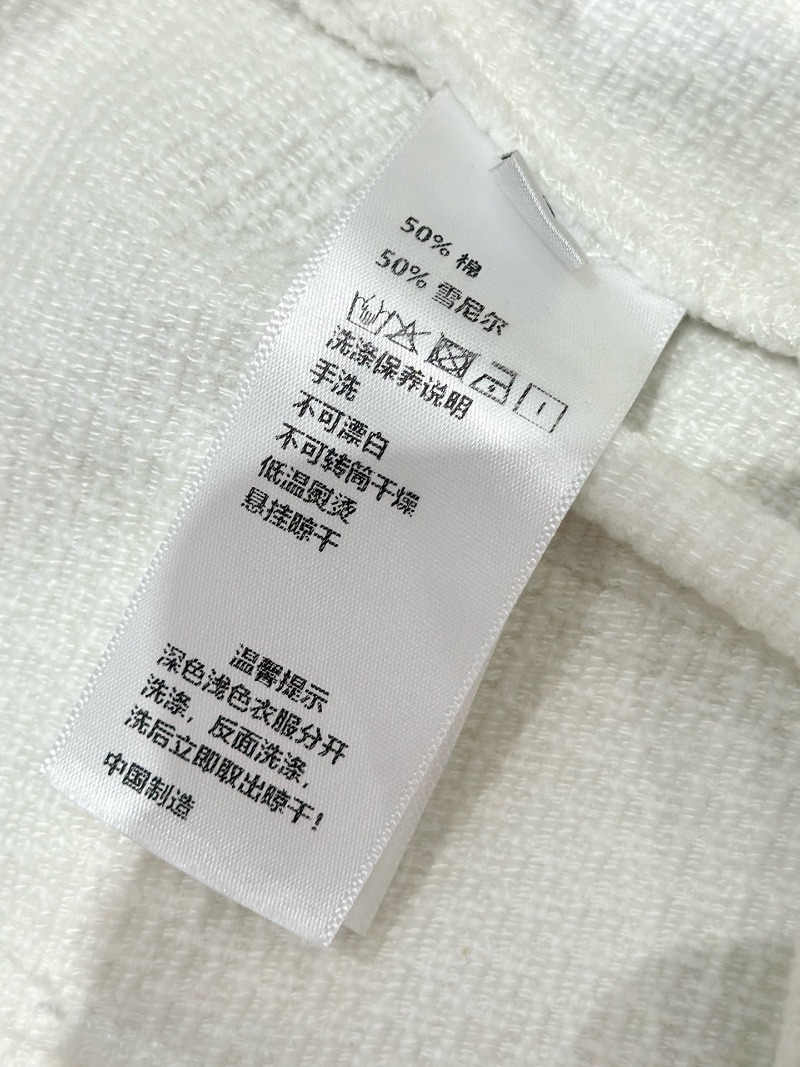 50% 棉
50% 雪尼尔
洗涤保养说明
手洗
不可漂白
不可转筒干燥
低温熨烫
悬挂晾干
温馨提示
深色浅色衣服分开
洗涤，反面洗涤，
洗后立即取出晾干！
中国制造